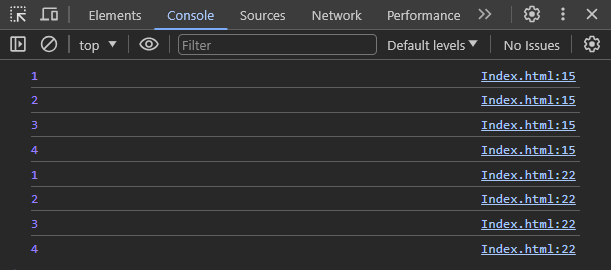 Elements Console Sources Network Performance
top Filter Default levels No Issues
1 Index.html:15
2 Index.html:15
3 Index.html:15
4 Index.html:15
1 Index.html:22
2 Index.html:22
3 Index.html:22
4 Index.html:22